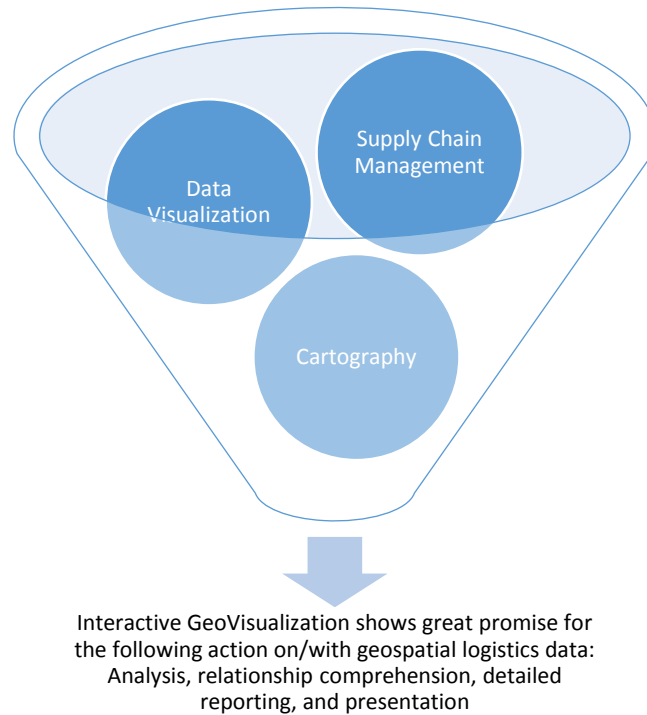 Supply Chain
Management
Data
Visualization
Cartography
Interactive GeoVisualization shows great promise for
the following action on/with geospatial logistics data:
Analysis, relationship comprehension, detailed
reporting, and presentation